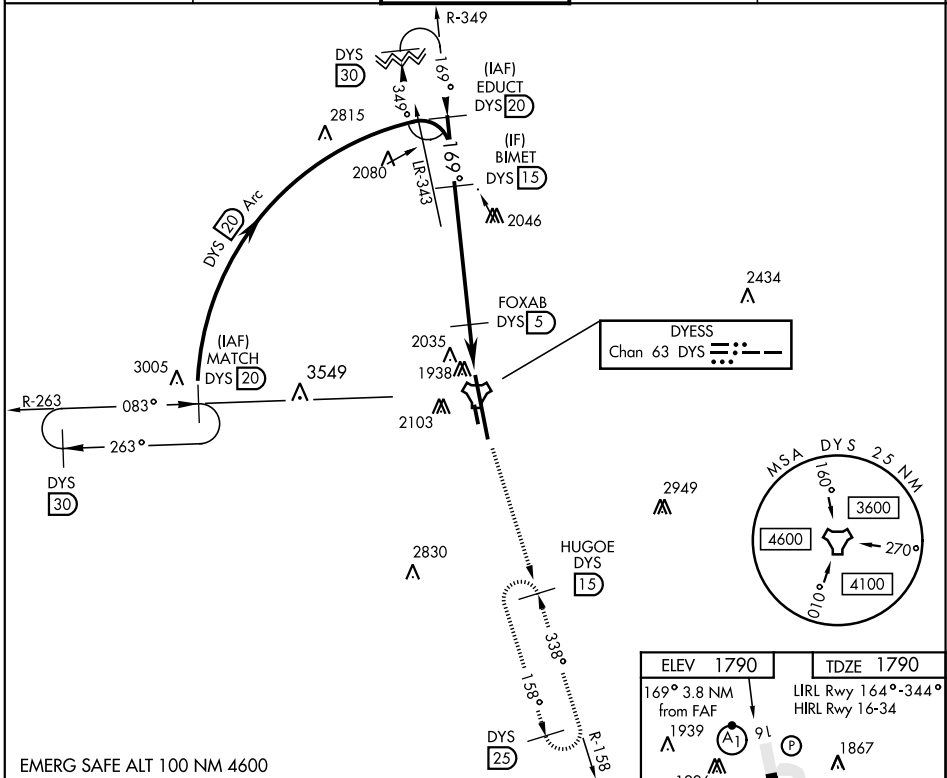 R-349
DYS
30
169°
(IAF)
EDUCT
DYS 20
349°
2815
(IF)
BIMET
DYS 15
169°
2080
LR-343
2046
DYS 20 Arc
2434
FOXAB
DYS 5
DYESS
Chan 63 DYS
2035
1938
(IAF)
MATCH
DYS 20
3005
3549
R-263
083°
2103
263°
DYS
30
MSA DYS 25 NM
160°
3600
4600
270°
4100
010°
2949
HUGOE
DYS
15
2830
338°
158°
ELEV 1790
TDZE 1790
169° 3.8 NM
from FAF
LIRL Rwy 164°-344°
HIRL Rwy 16-34
1939
A1
16
P
1867
DYS
25
R-158
EMERG SAFE ALT 100 NM 4600